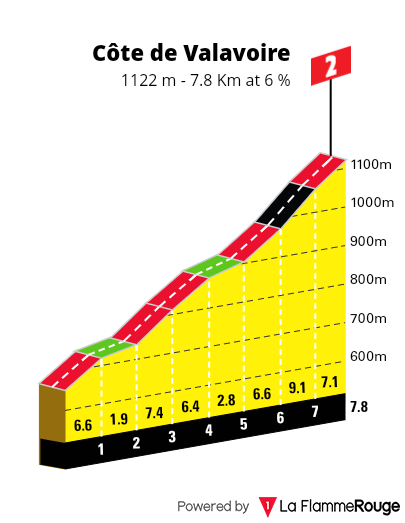 Côte de Valavoire
1122 m - 7.8 Km at 6 %
2
1100m
1000m
900m
800m
700m
600m
6.6 1.9 7.4 6.4 2.8 6.6 9.1 7.1
1 2 3 4 5 6 7 7.8
Powered by 1 La FlammeRouge